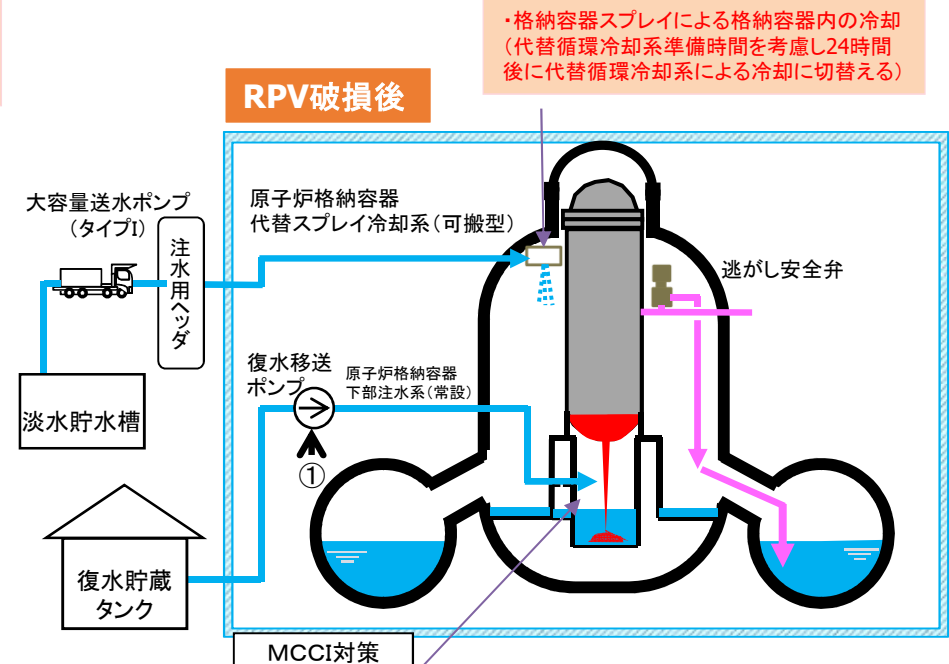 ・格納容器スプレイによる格納容器内の冷却
（代替循環冷却系準備時間を考慮し24時間
後に代替循環冷却系による冷却に切替える）
RPV破損後
大容量送水ポンプ
（タイプI）
注水用ヘッダ
原子炉格納容器
代替スプレイ冷却系（可搬型）
逃がし安全弁
淡水貯水槽
復水移送
ポンプ
原子炉格納容器
下部注水系（常設）
①
復水貯蔵
タンク
MCCI対策